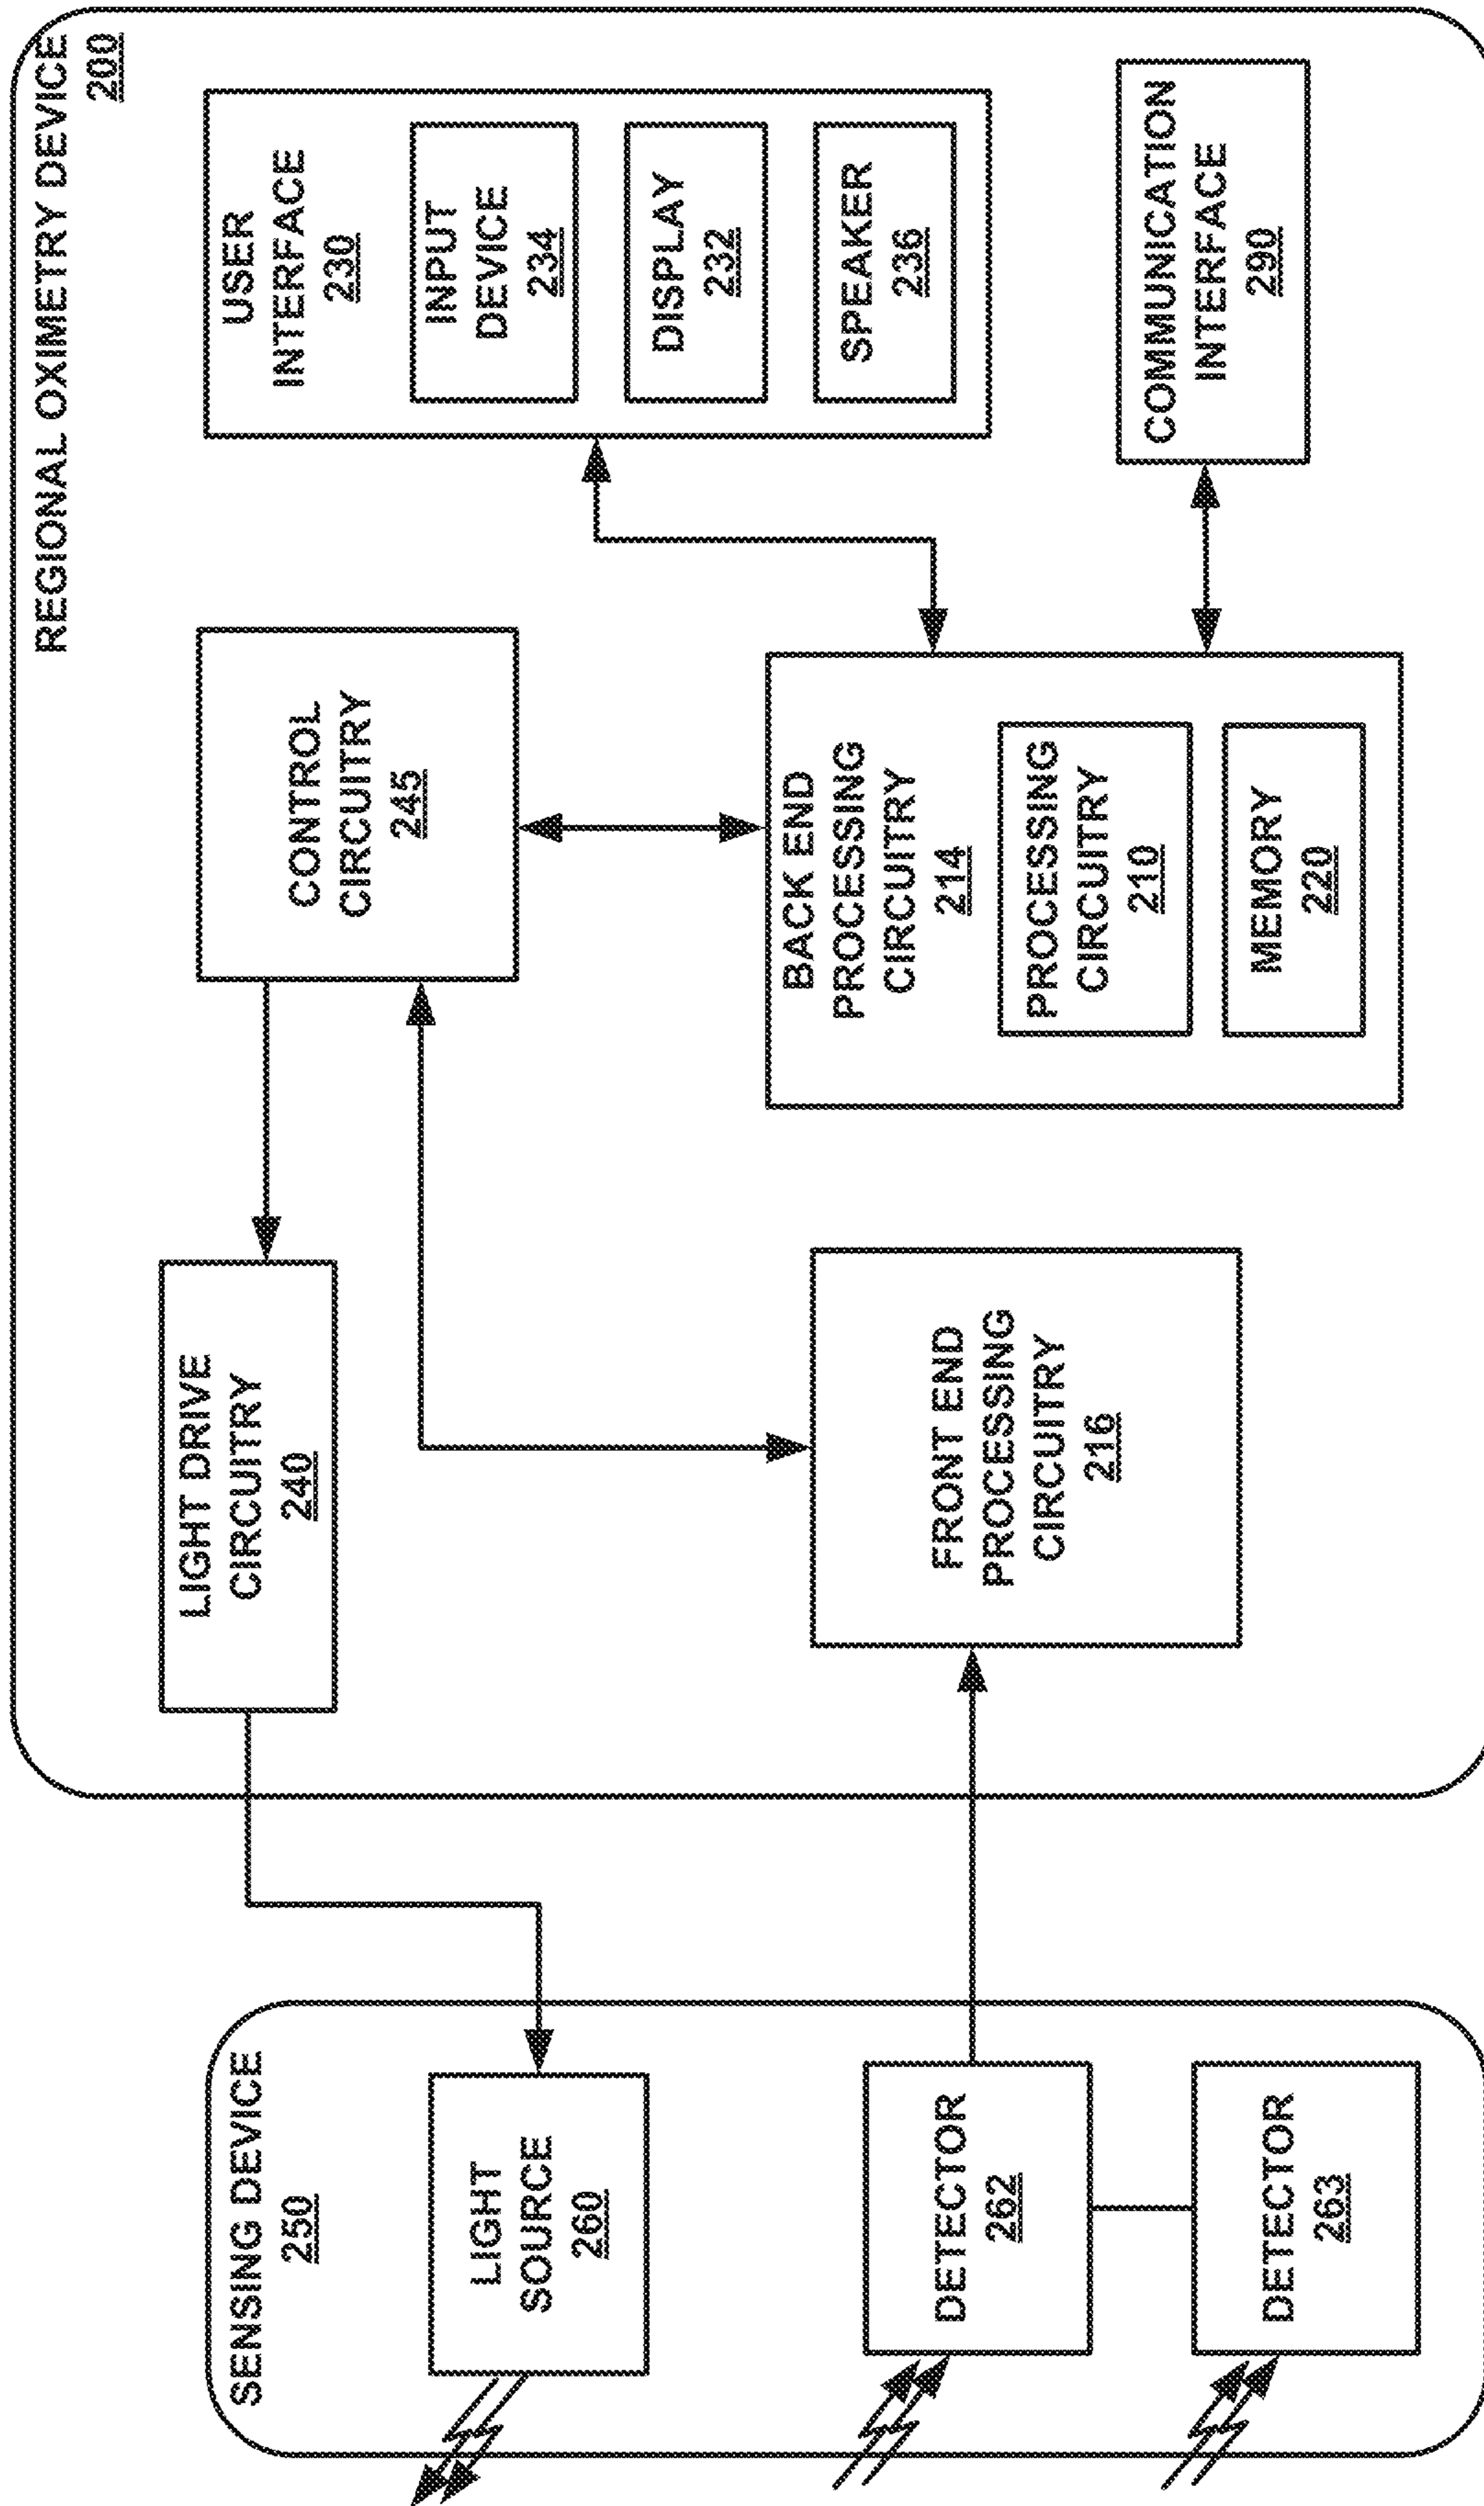 REGIONAL OXIMETRY DEVICE
200
SENSING DEVICE
250
LIGHT
SOURCE
260
DETECTOR
262
DETECTOR
263
LIGHT DRIVE
CIRCUITRY
240
FRONT END
PROCESSING
CIRCUITRY
216
CONTROL
CIRCUITRY
245
BACK END
PROCESSING
CIRCUITRY
214
PROCESSING
CIRCUITRY
210
MEMORY
220
USER
INTERFACE
230
INPUT
DEVICE
234
DISPLAY
232
SPEAKER
236
COMMUNICATION
INTERFACE
290